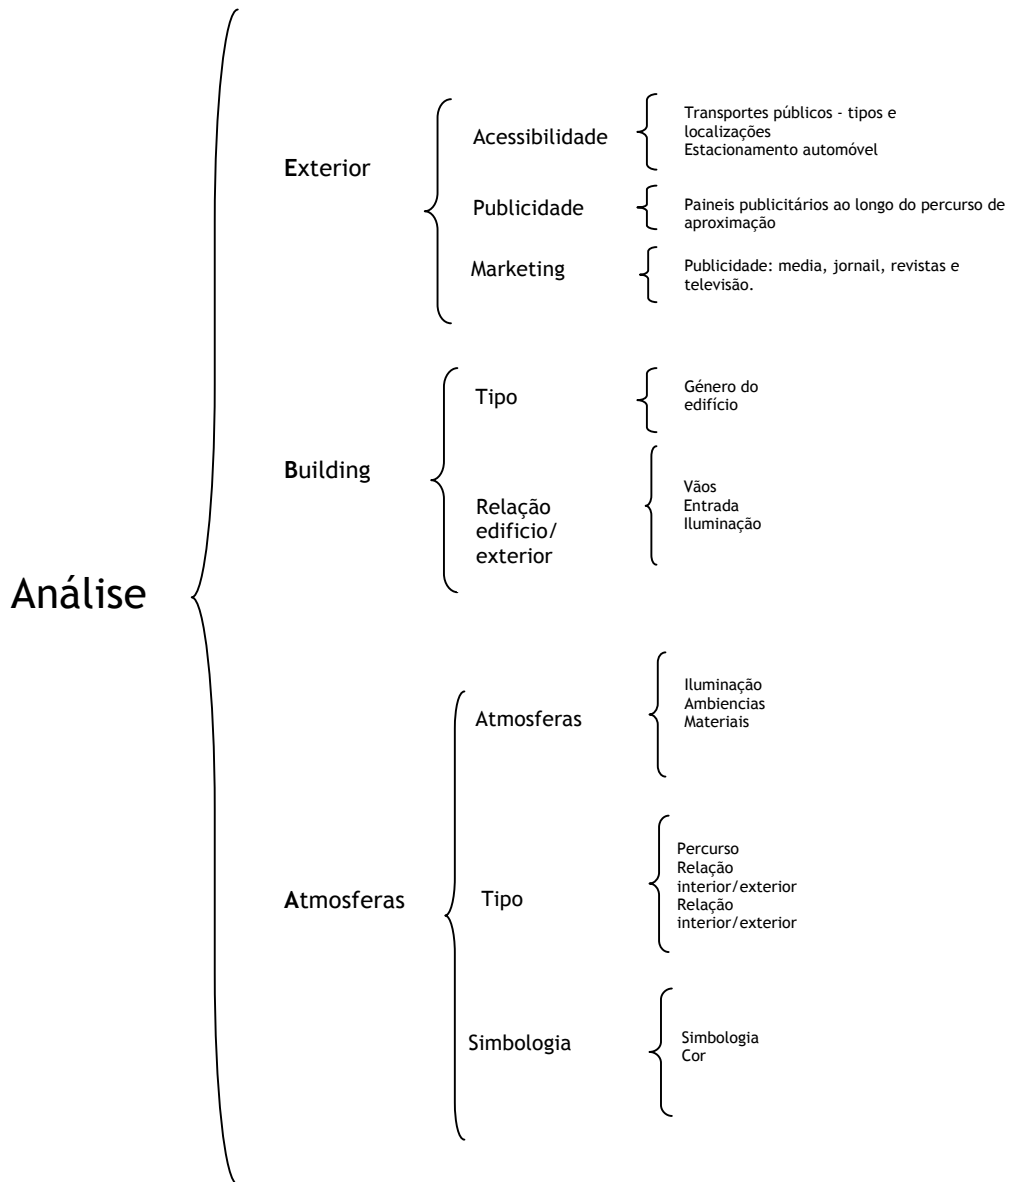 Análise
Exterior
Acessibilidade
Transportes públicos - tipos e
localizações
Estacionamento automóvel
Publicidade
Paineis publicitários ao longo do percurso de
aproximação
Marketing
Publicidade: media, jornail, revistas e
televisão.
Building
Tipo
Género do
edifício
Relação
edificio/
exterior
Vãos
Entrada
Iluminação
Atmosferas
Atmosferas
Iluminação
Ambiencias
Materiais
Tipo
Percurso
Relação
interior/exterior
Relação
interior/exterior
Simbologia
Simbologia
Cor